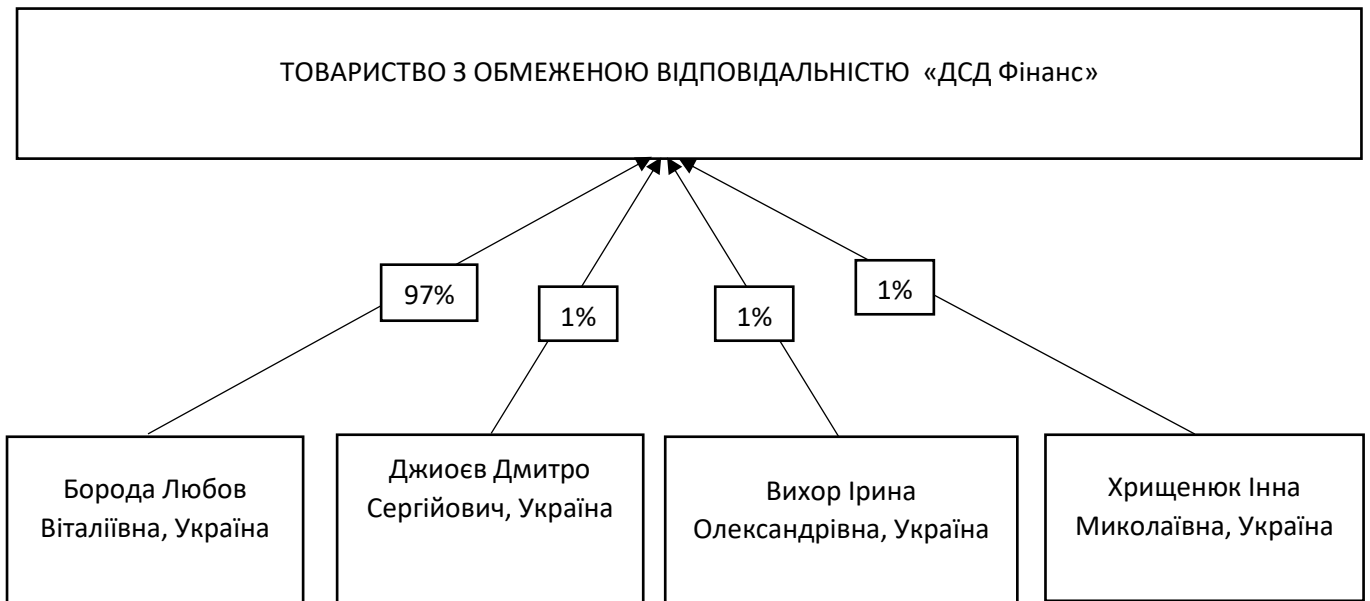 ТОВАРИСТВО З ОБМЕЖЕНОЮ ВІДПОВІДАЛЬНІСТЮ «ДСД Фінанс»
97%
1%
1%
1%
Борода Любов
Віталіївна, Україна
Джиоєв Дмитро
Сергійович, Україна
Вихор Ірина
Олександрівна, Україна
Хрищенюк Інна
Миколаївна, Україна